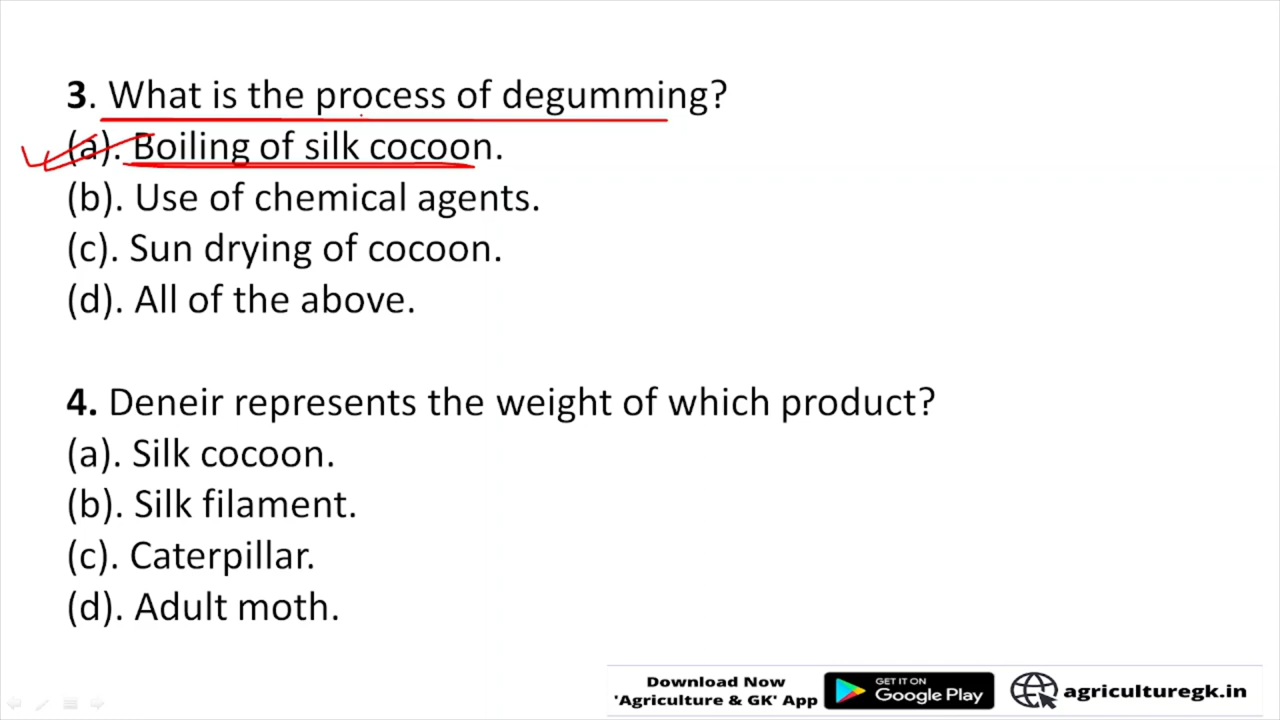 3. What is the process of degumming?
(a). Boiling of silk cocoon.
(b). Use of chemical agents.
(c). Sun drying of cocoon.
(d). All of the above.
4. Deneir represents the weight of which product?
(a). Silk cocoon.
(b). Silk filament.
(c). Caterpillar.
(d). Adult moth.
Download Now
'Agriculture & GK' App
GET IT ON
Google Play
agriculturegk.in